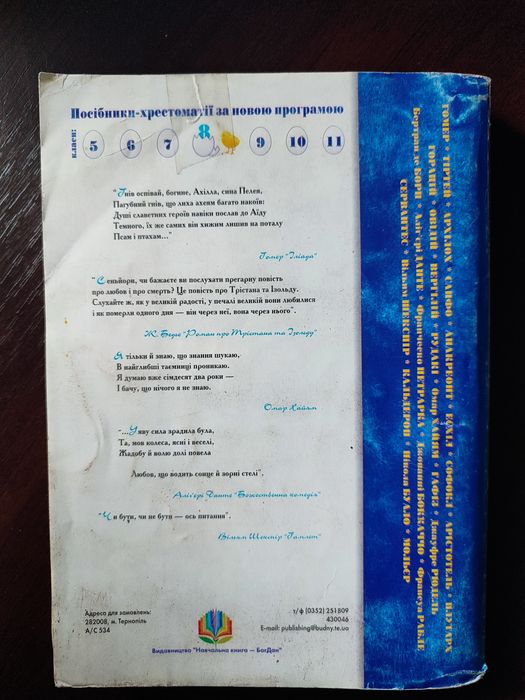 Посібники-хрестоматії за новою програмою
класи: 5 6 7 8 9 10 11
"Гнів оспівай, богине, Ахілла, сина Пелея,
Пагубний гнів, що лиха ахеям багато накоїв:
Душі славетних героїв навіки послав до Аїду
Темного, їх же самих він хижим лишив на поталу
Псам і птахам..."
Гомер "Іліада"
"Сеньйори, чи бажаєте ви послухати прегарну повість
про любов і про смерть? Це повість про Трістана та Ізольду.
Слухайте ж, як у великій радості, у печалі великій вони любилися
і як померли одного дня — він через неї, вона через нього".
Ж. Бедьє "Роман про Трістана та Ізольду"
Я тільки й знаю, що знання шукаю,
В найглибші таємниці проникаю.
Я думаю вже сімдесят два роки —
І бачу, що нічого я не знаю.
Омар Хайям
"...Уяву сила зрадила була,
Та, мов колеса, ясні і веселі,
Жадобу й волю долі повела
Любов, що водить сонце й зорні стелі".
Аліг'єрі Данте "Божественна комедія"
"Чи бути, чи не бути — ось питання".
Вільям Шекспір "Гамлет"
Адреса для замовлень:
282008, м. Тернопіль
А/С 534
т/ф (0352) 251809
430046
E-mail: publishing@budny.te.ua
Видавництво "Навчальна книга — Богдан"
ГОМЕР * ТІРТЕЙ * АРХІЛОХ * САПФО * АНАКРЕОНТ * ЕСХІЛ * СОФОКЛ * АРІСТОТЕЛЬ * ПЛУТАРХ
ГОРАЦІЙ * ОВІДІЙ * ВЕРГІЛІЙ * РУДАКІ * Омар ХАЙЯМ * ГАФІЗ * Джауфре РЮДЕЛЬ
Бертран де БОРН * Аліг'єрі ДАНТЕ * Франческо ПЕТРАРКА * Джованні БОККАЧЧО * Франсуа РАБЛЕ
СЕРВАНТЕС * Вільям ШЕКСПІР * КАЛЬДЕРОН * Нікола БУАЛО * МОЛЬЄР